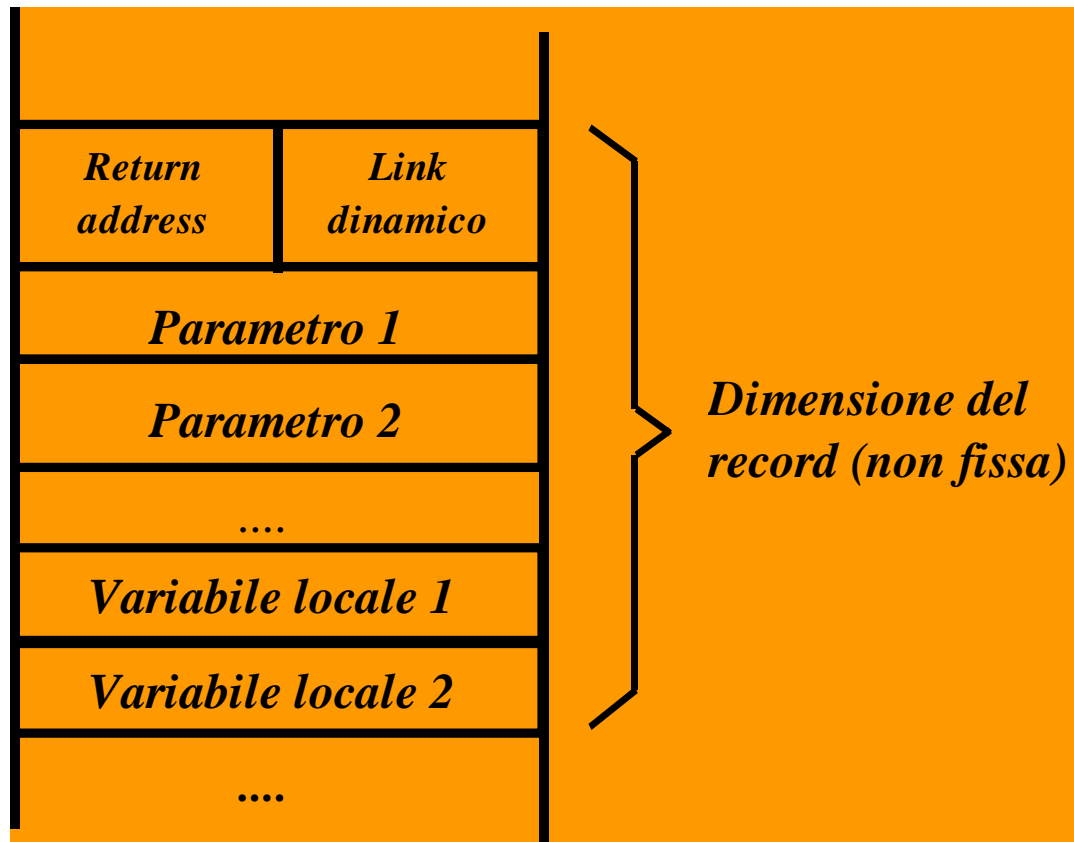 Return
address
Link
dinamico
Parametro 1
Parametro 2
....
Variabile locale 1
Variabile locale 2
....
Dimensione del
record (non fissa)